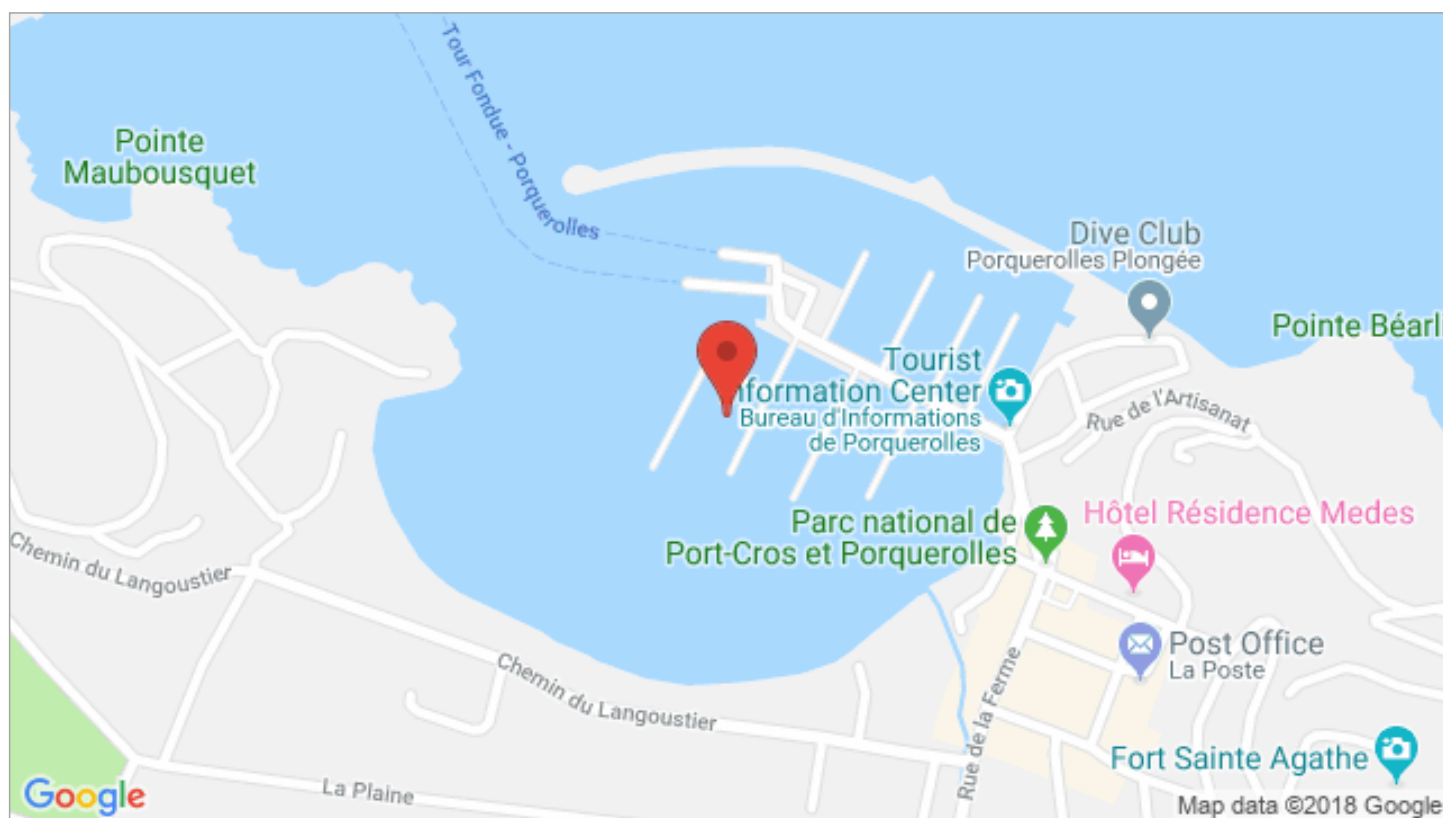 Tour Fondue - Porquerolles
Pointe
Maubousquet
Dive Club
Porquerolles Plongée
Pointe Béarl
Tourist
nformation Center
Bureau d'Informations
de Porquerolles
Rue de l'Artisanat
Parc national de
Port-Cros et Porquerolles
Hôtel Résidence Medes
Chemin du Langoustier
Post Office
La Poste
Chemin du Langoustier
Rue de la Ferme
Fort Sainte Agathe
La Plaine
Google
Map data ©2018 Google